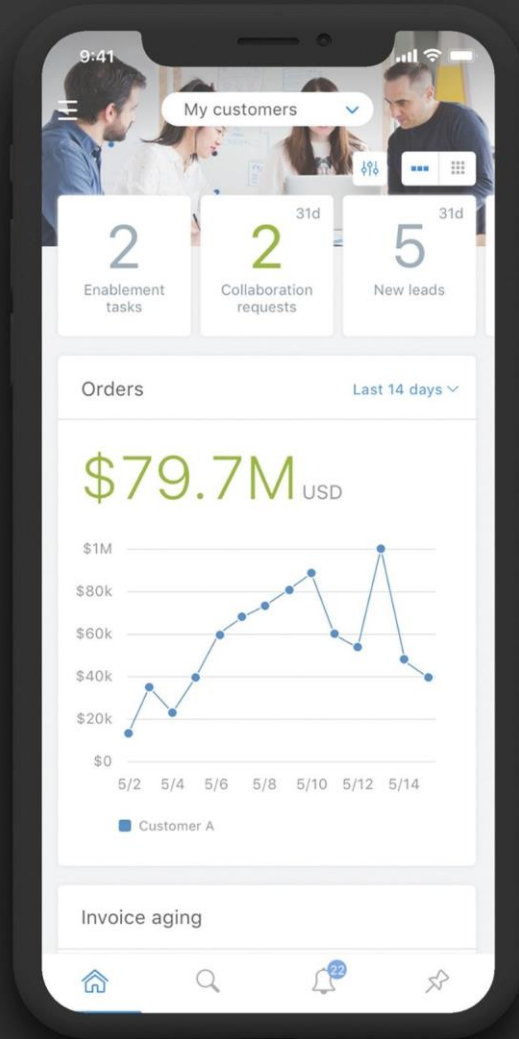 9:41
My customers
2
Enablement
tasks
31d
2
Collaboration
requests
31d
5
New leads
Orders
Last 14 days
$79.7M USD
$1M
$80k
$60k
$40k
$20k
$0
5/2 5/4 5/6 5/8 5/10 5/12 5/14
Customer A
Invoice aging
22